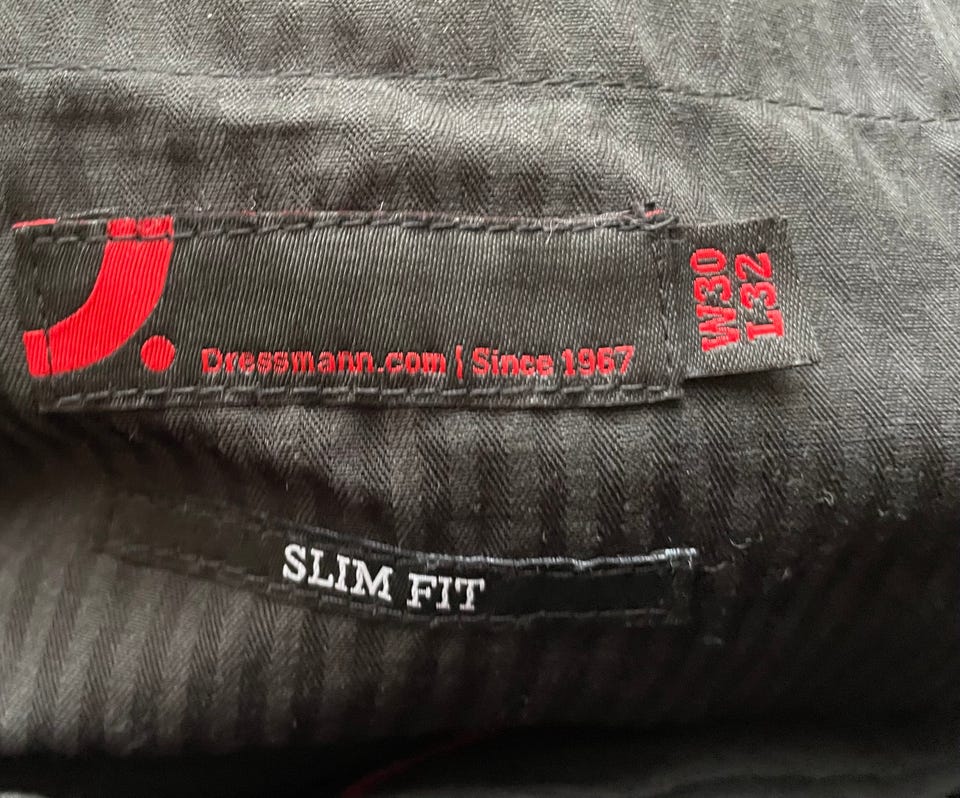 Dressmann.com | Since 1967
W30
L32
SLIM FIT